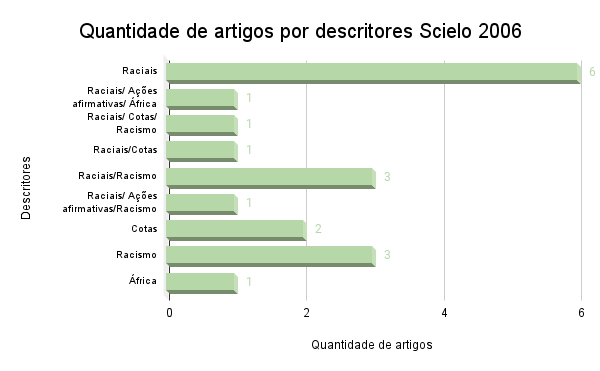 Quantidade de artigos por descritores Scielo 2006
Descritores
Raciais
6
Raciais/ Ações
afirmativas/ África
1
Raciais/ Cotas/
Racismo
1
Raciais/Cotas
1
Raciais/Racismo
3
Raciais/ Ações
afirmativas/Racismo
1
Cotas
2
Racismo
3
África
1
0 2 4 6
Quantidade de artigos